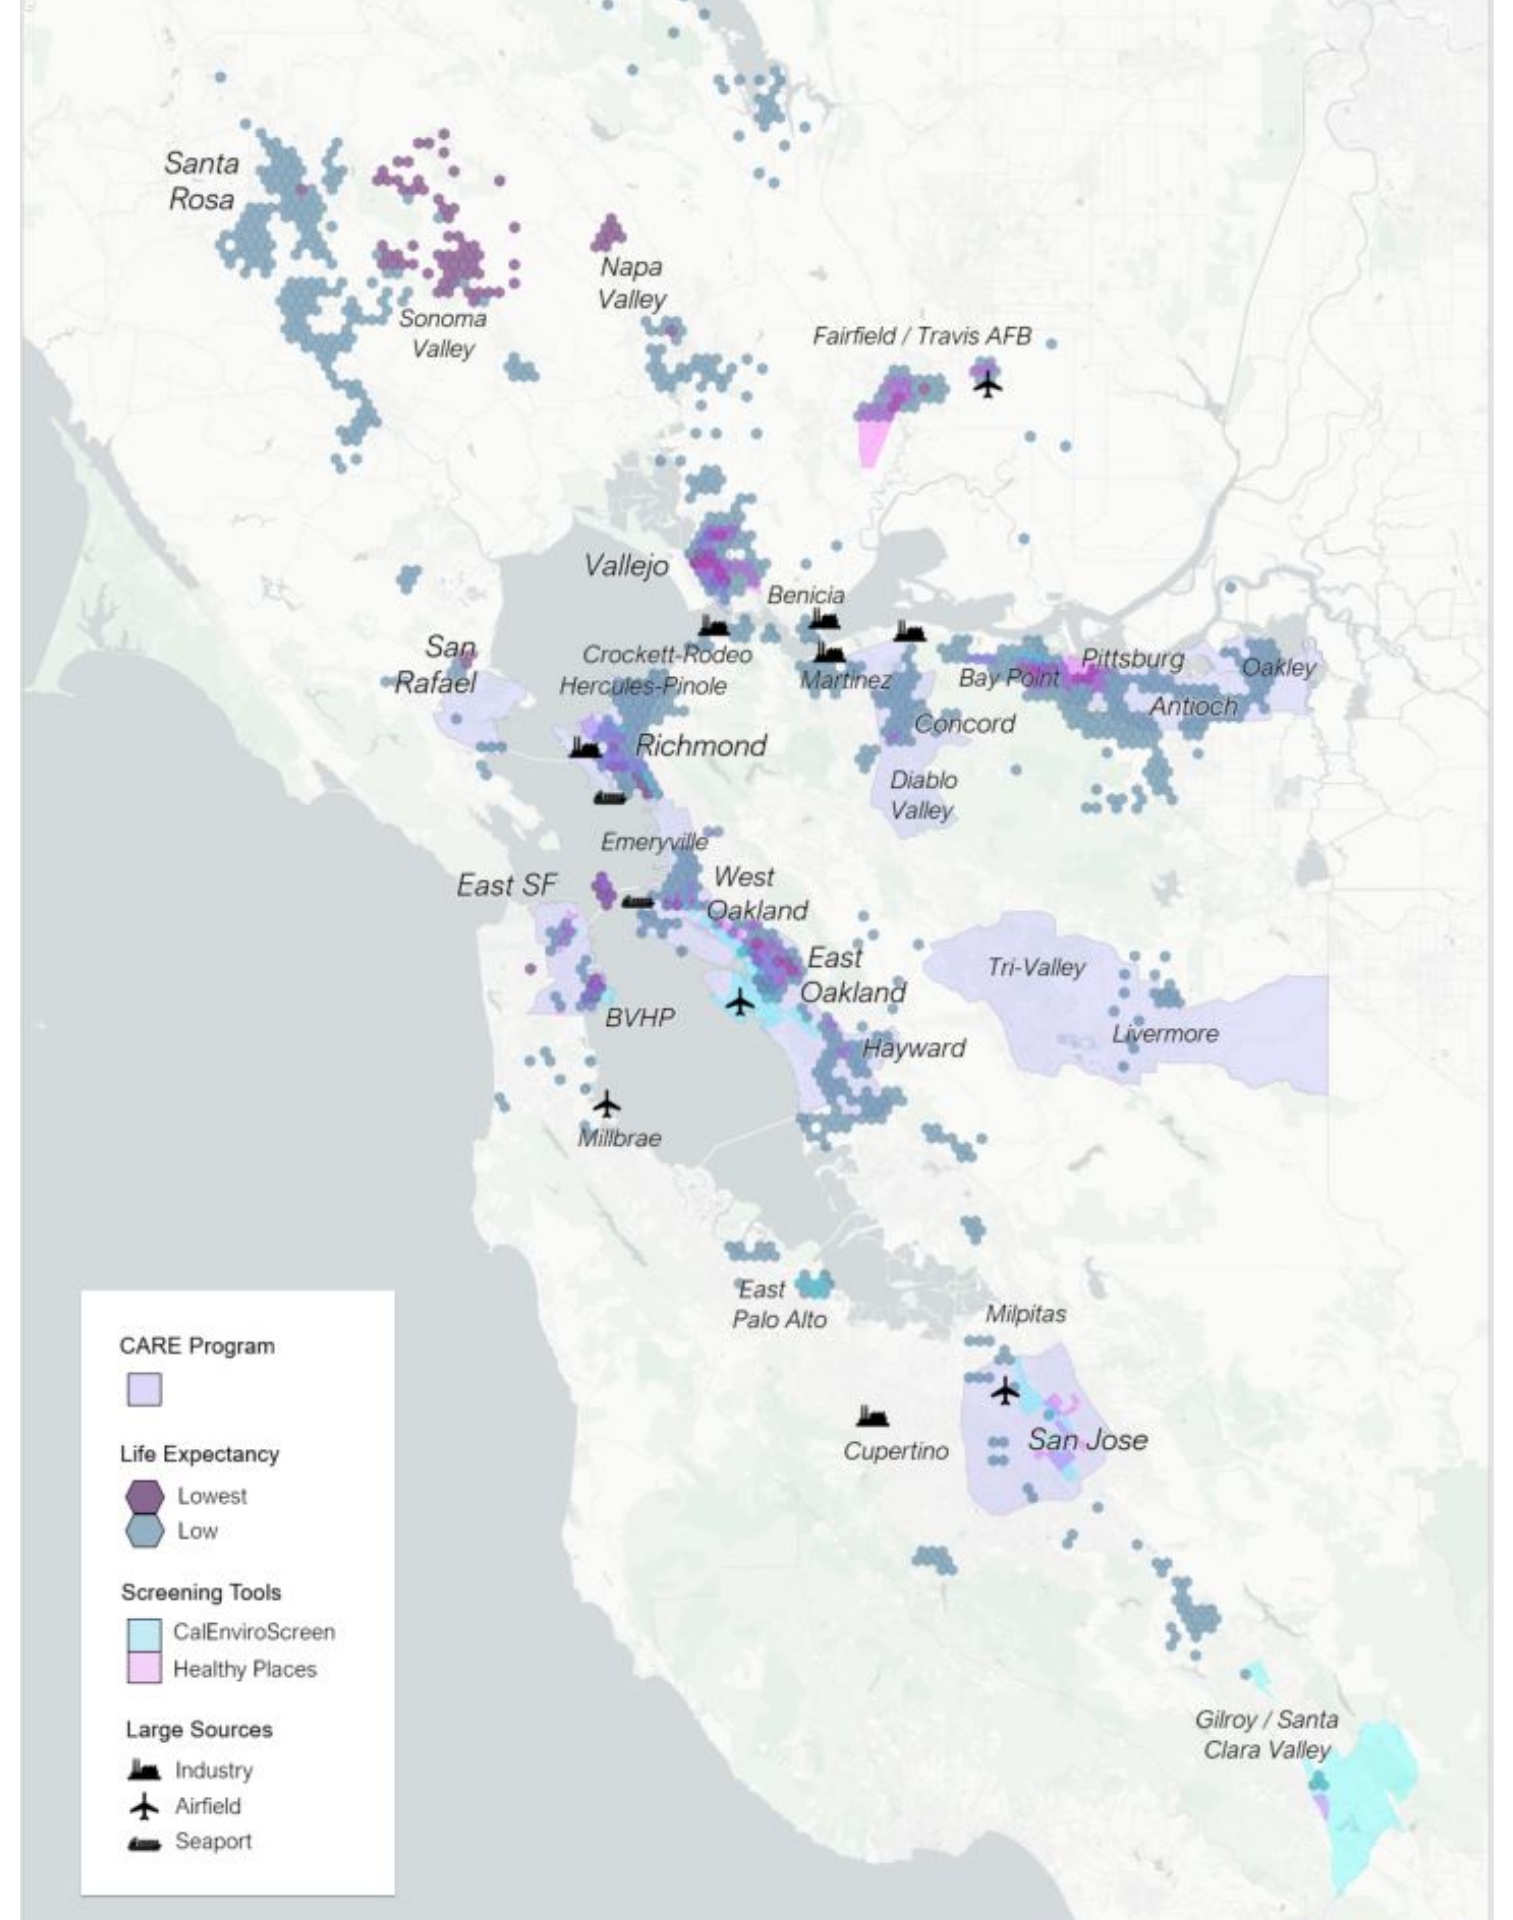 Santa
Rosa
Napa
Valley
Sonoma
Valley
Fairfield / Travis AFB
Vallejo
Benicia
San
Rafael
Crockett-Rodeo
Hercules-Pinole
Martinez
Bay Point
Pittsburg
Oakley
Antioch
Concord
Richmond
Diablo
Valley
Emeryville
East SF
West
Oakland
East
Oakland
Tri-Valley
BVHP
Livermore
Hayward
Millbrae
East
Palo Alto
Milpitas
San Jose
Cupertino
Gilroy / Santa
Clara Valley
CARE Program
Life Expectancy
Lowest
Low
Screening Tools
CalEnviroScreen
Healthy Places
Large Sources
Industry
Airfield
Seaport